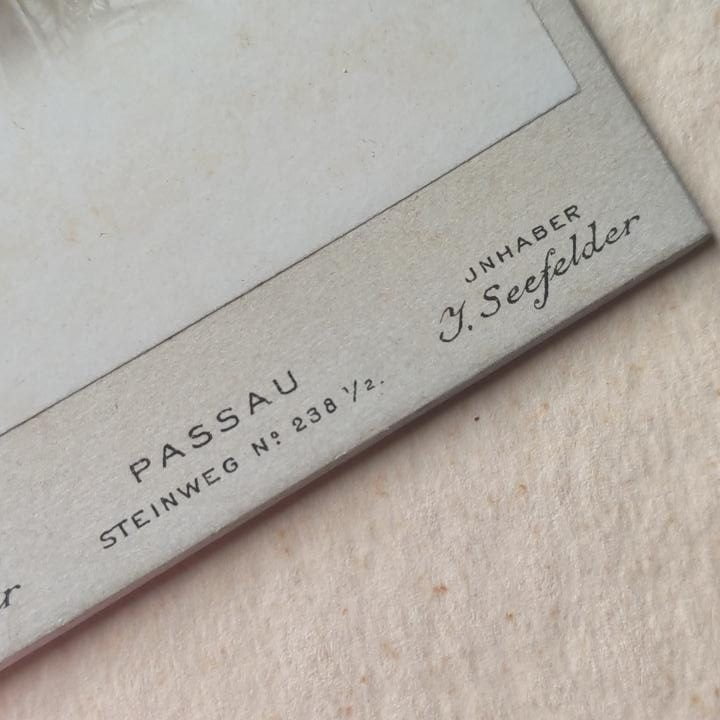 JNHABER
J. Seefelder
PASSAU
STEINWEG Nº 238 ½.